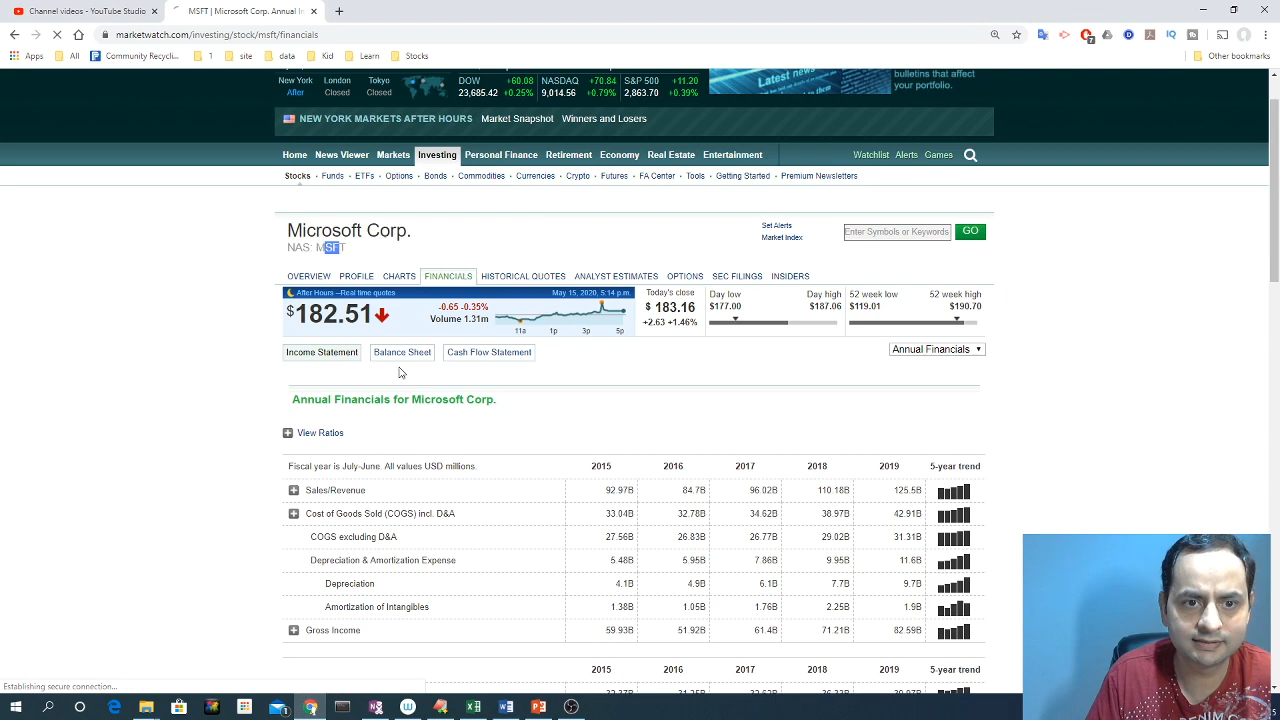 Channel videos - YouTube Studio
MSFT | Microsoft Corp. Annual In
marketwatch.com/investing/stock/msft/financials
Apps All Community Recycli... 1 Kid Learn Stocks Other bookmarks
New York London Tokyo
After Closed Closed
DOW +60.08 NASDAQ +70.84 S&P 500 +11.20
23,685.42 +0.25% 9,014.56 +0.79% 2,863.70 +0.39%
Latest news
bulletins that affect
your portfolio.
NEW YORK MARKETS AFTER HOURS Market Snapshot Winners and Losers
Home News Viewer Markets Investing Personal Finance Retirement Economy Real Estate Entertainment Watchlist Alerts Games
Stocks · Funds · ETFs · Options · Bonds · Commodities · Currencies · Crypto · Futures · FA Center · Tools · Getting Started · Premium Newsletters
Microsoft Corp.
NAS: MSFT
Set Alerts
Market Index
Enter Symbols or Keywords GO
OVERVIEW PROFILE CHARTS FINANCIALS HISTORICAL QUOTES ANALYST ESTIMATES OPTIONS SEC FILINGS INSIDERS
After Hours --Real time quotes May 15, 2020, 5:14 p.m.
$182.51
-0.65 -0.35%
Volume 1.31m
11a 1p 3p 5p
Today's close
$ 183.16
+2.63 +1.46%
Day low Day high
$177.00 $187.06
52 week low 52 week high
$119.01 $190.70
Income Statement Balance Sheet Cash Flow Statement Annual Financials
Annual Financials for Microsoft Corp.
View Ratios
Fiscal year is July-June. All values USD millions. 2015 2016 2017 2018 2019 5-year trend
Sales/Revenue 92.97B 84.7B 96.02B 110.18B 125.5B
Cost of Goods Sold (COGS) incl. D&A 33.04B 32.78B 34.62B 38.97B 42.91B
COGS excluding D&A 27.56B 26.83B 26.77B 29.02B 31.31B
Depreciation & Amortization Expense 5.48B 5.95B 7.86B 9.95B 11.6B
Depreciation 4.1B 4.9B 6.1B 7.7B 9.7B
Amortization of Intangibles 1.38B 1.05B 1.76B 2.25B 1.9B
Gross Income 59.93B 51.92B 61.4B 71.21B 82.59B
2015 2016 2017 2018 2019 5-year trend
Establishing secure connection...